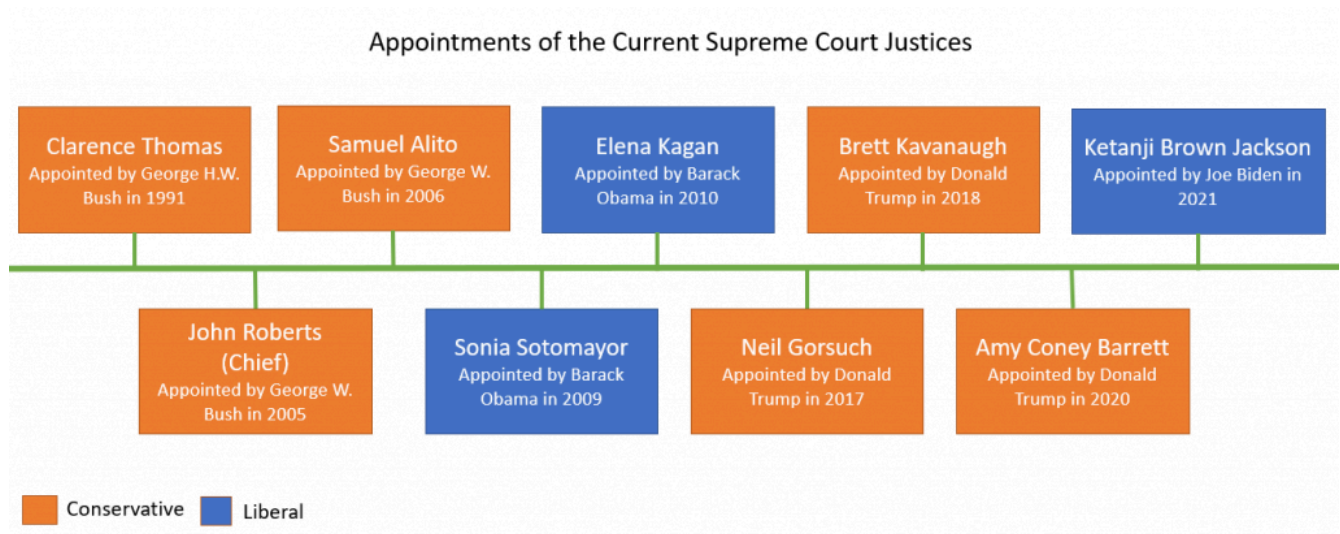 Appointments of the Current Supreme Court Justices
Clarence Thomas
Appointed by George H.W.
Bush in 1991
Samuel Alito
Appointed by George W.
Bush in 2006
Elena Kagan
Appointed by Barack
Obama in 2010
Brett Kavanaugh
Appointed by Donald
Trump in 2018
Ketanji Brown Jackson
Appointed by Joe Biden in
2021
John Roberts
(Chief)
Appointed by George W.
Bush in 2005
Sonia Sotomayor
Appointed by Barack
Obama in 2009
Neil Gorsuch
Appointed by Donald
Trump in 2017
Amy Coney Barrett
Appointed by Donald
Trump in 2020
Conservative
Liberal